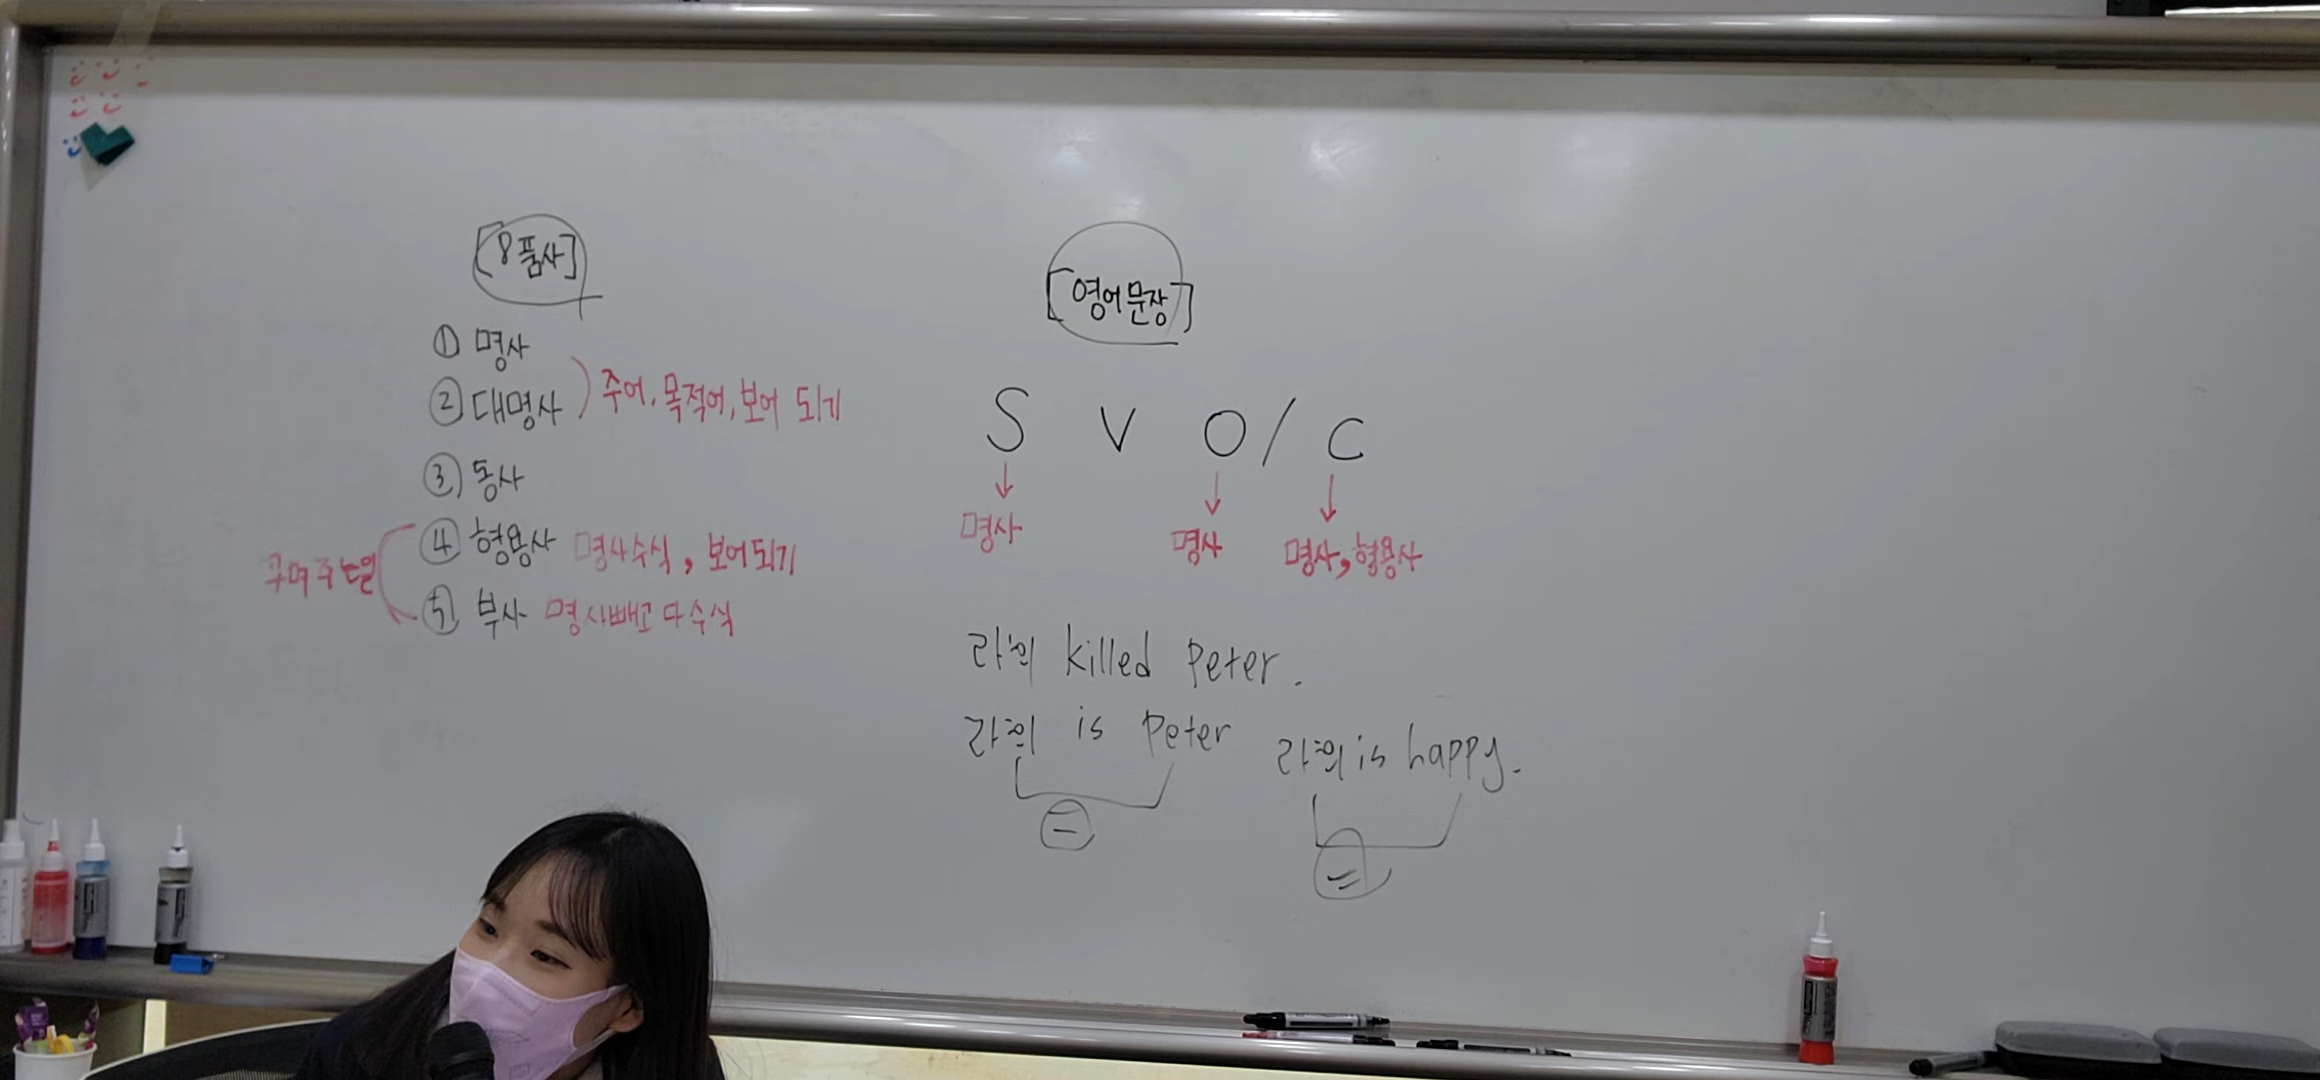 [8품사]
① 명사
② 대명사 ) 주어, 목적어, 보어 되기
③ 동사
꾸며주는일 ④ 형용사 명사수식, 보어되기
⑤ 부사 명사빼고 다 수식
[영어문장]
S V O / C
↓ ↓ ↓
명사 명사 명사, 형용사
라희 killed Peter.
라희 is Peter 라희 is happy.
= =